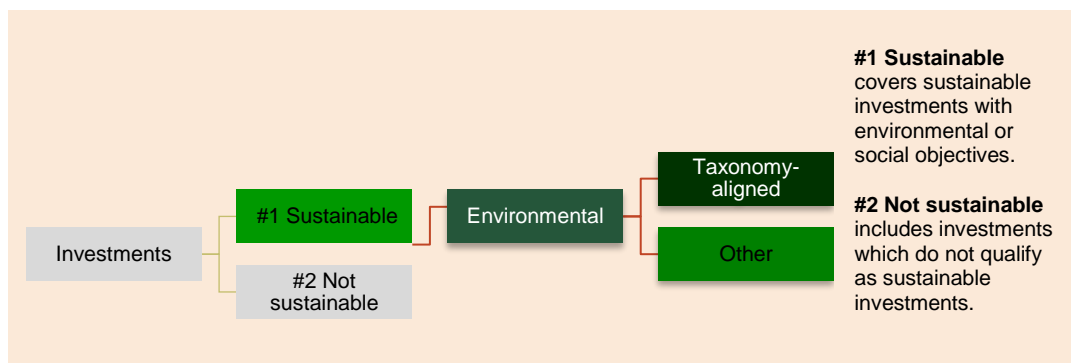 Investments
#1 Sustainable
#2 Not
sustainable
Environmental
Taxonomy-
aligned
Other
#1 Sustainable
covers sustainable
investments with
environmental or
social objectives.
#2 Not sustainable
includes investments
which do not qualify
as sustainable
investments.